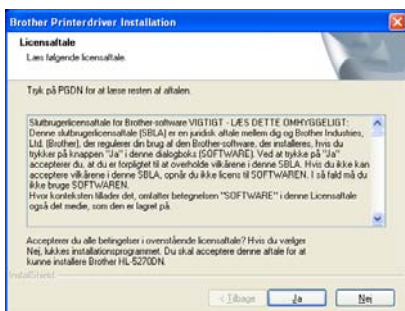 Brother Printerdriver Installation
Licensaftale
Læs følgende licensaftale.
Tryk på PGDN for at læse resten af aftalen.
Slutbrugerlicensaftale for Brother-software VIGTIGT - LÆS DETTE OMHYGGELIGT:
Denne slutbrugerlicensaftale (SBLA) er en juridisk aftale mellem dig og Brother Industries,
Ltd. (Brother), der regulerer din brug af den Brother-software, der installeres, hvis du
trykker på knappen "Ja" i denne dialogboks (SOFTWARE). Ved at trykke på "Ja"
accepterer du, at du er forpligtet til at overholde vilkårene i denne SBLA. Hvis du ikke kan
acceptere vilkårene i denne SBLA, opnår du ikke licens til SOFTWAREN. I så fald må du
ikke bruge SOFTWAREN.
Hvor konteksten tillader det, omfatter betegnelsen "SOFTWARE" i denne Licensaftale
også det medie, som den er lagret på.
Accepterer du alle betingelser i ovenstående licensaftale? Hvis du vælger
Nej, lukkes installationsprogrammet. Du skal acceptere denne aftale for at
kunne installere Brother HL-5270DN.
InstallShield
< Tilbage
Ja
Nej